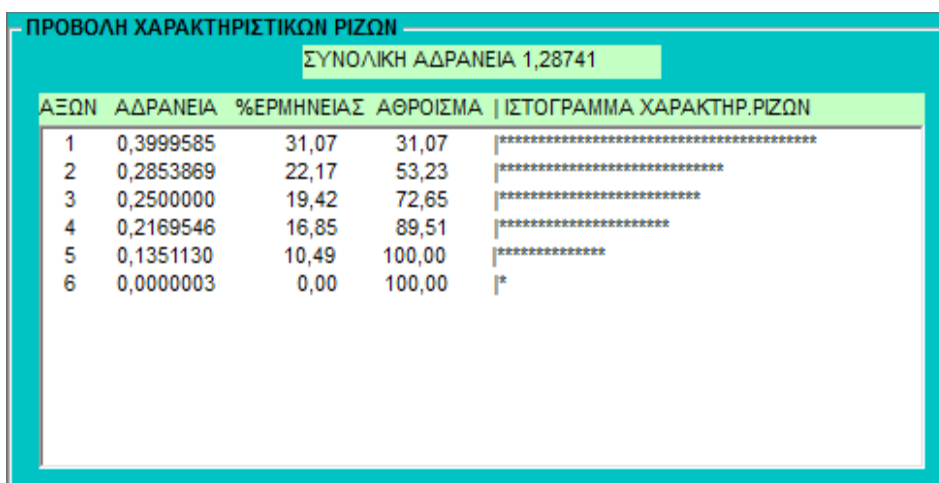 ΠΡΟΒΟΛΗ ΧΑΡΑΚΤΗΡΙΣΤΙΚΩΝ ΡΙΖΩΝ
ΣΥΝΟΛΙΚΗ ΑΔΡΑΝΕΙΑ 1,28741
ΑΞΩΝ ΑΔΡΑΝΕΙΑ %ΕΡΜΗΝΕΙΑΣ ΑΘΡΟΙΣΜΑ | ΙΣΤΟΓΡΑΜΜΑ ΧΑΡΑΚΤΗΡ.ΡΙΖΩΝ
1 0,3999585 31,07 31,07 |*****************************************
2 0,2853869 22,17 53,23 |*****************************
3 0,2500000 19,42 72,65 |**************************
4 0,2169546 16,85 89,51 |**********************
5 0,1351130 10,49 100,00 |**************
6 0,0000003 0,00 100,00 |*